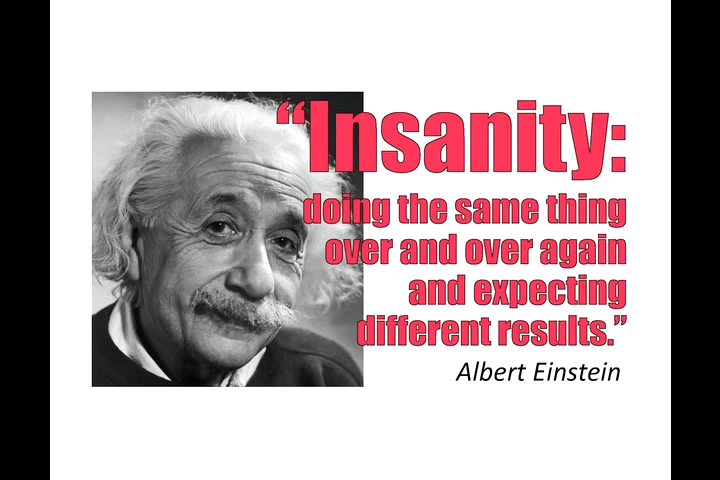 “Insanity:
doing the same thing
over and over again
and expecting
different results.”
Albert Einstein